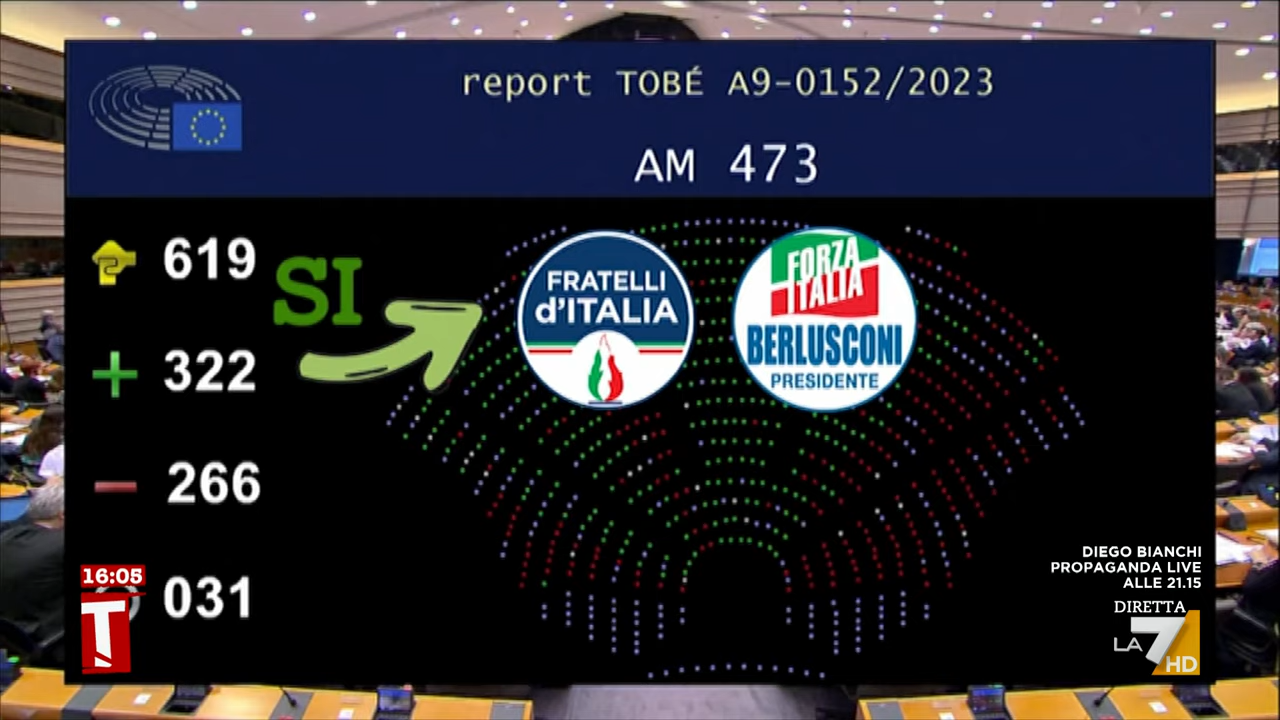 report TOBÉ A9-0152/2023
AM 473
619
SI
322
266
031
FRATELLI
d'ITALIA
FORZA
ITALIA
BERLUSCONI
PRESIDENTE
16:05
T
DIEGO BIANCHI
PROPAGANDA LIVE
ALLE 21.15
DIRETTA
LA 7 HD